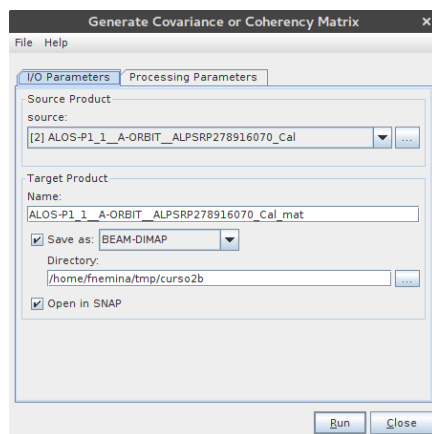 Generate Covariance or Coherency Matrix ×
File Help
I/O Parameters Processing Parameters
Source Product
source:
[2] ALOS-P1_1__A-ORBIT__ALPSRP278916070_Cal ...
Target Product
Name:
ALOS-P1_1__A-ORBIT__ALPSRP278916070_Cal_mat
Save as: BEAM-DIMAP
Directory:
/home/fnemina/tmp/curso2b ...
Open in SNAP
Run Close